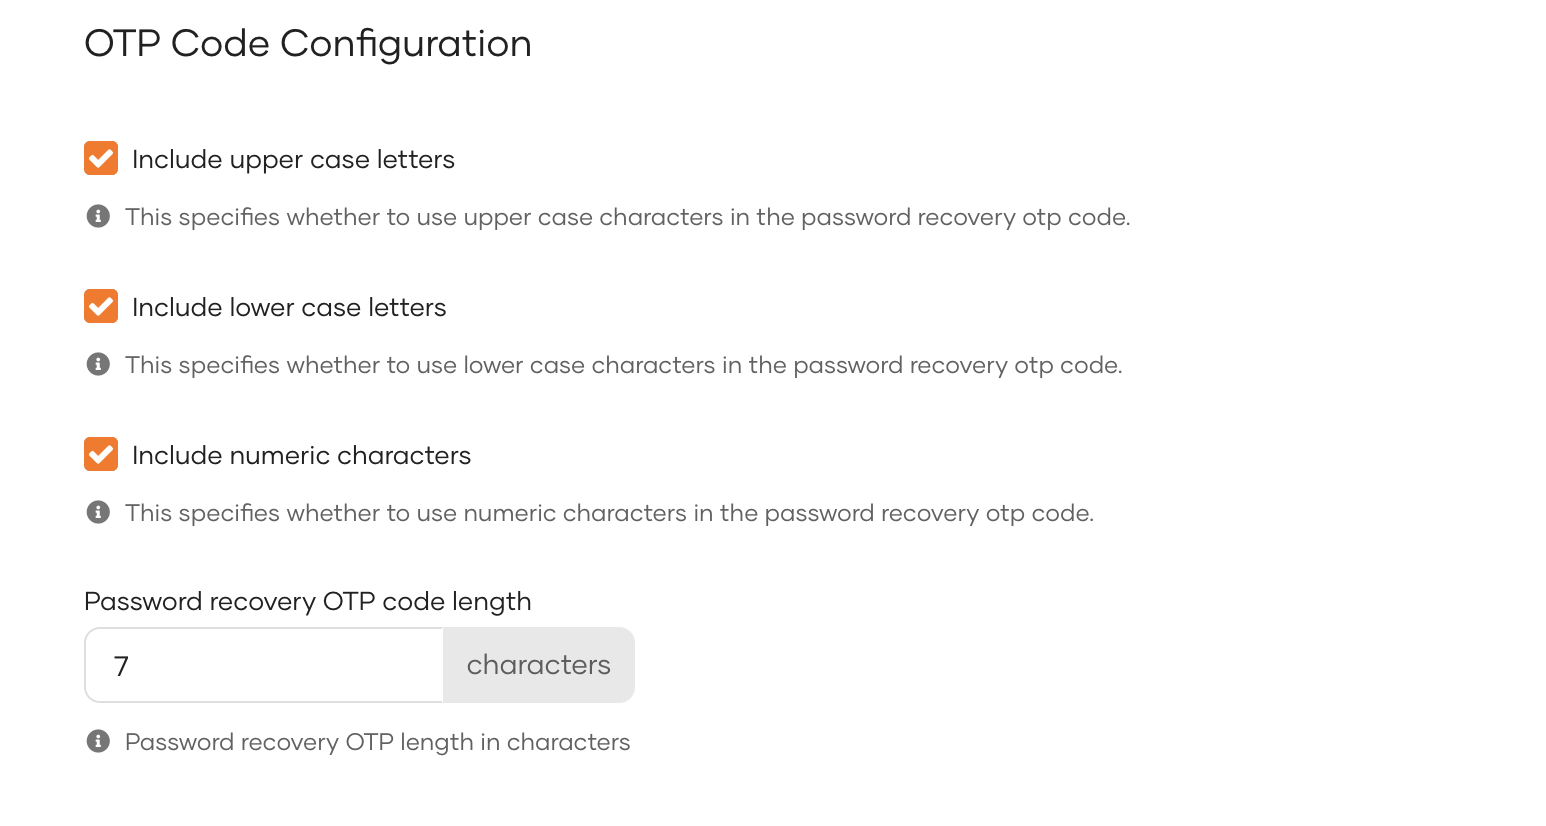 OTP Code Configuration
Include upper case letters
This specifies whether to use upper case characters in the password recovery otp code.
Include lower case letters
This specifies whether to use lower case characters in the password recovery otp code.
Include numeric characters
This specifies whether to use numeric characters in the password recovery otp code.
Password recovery OTP code length
7 characters
Password recovery OTP length in characters